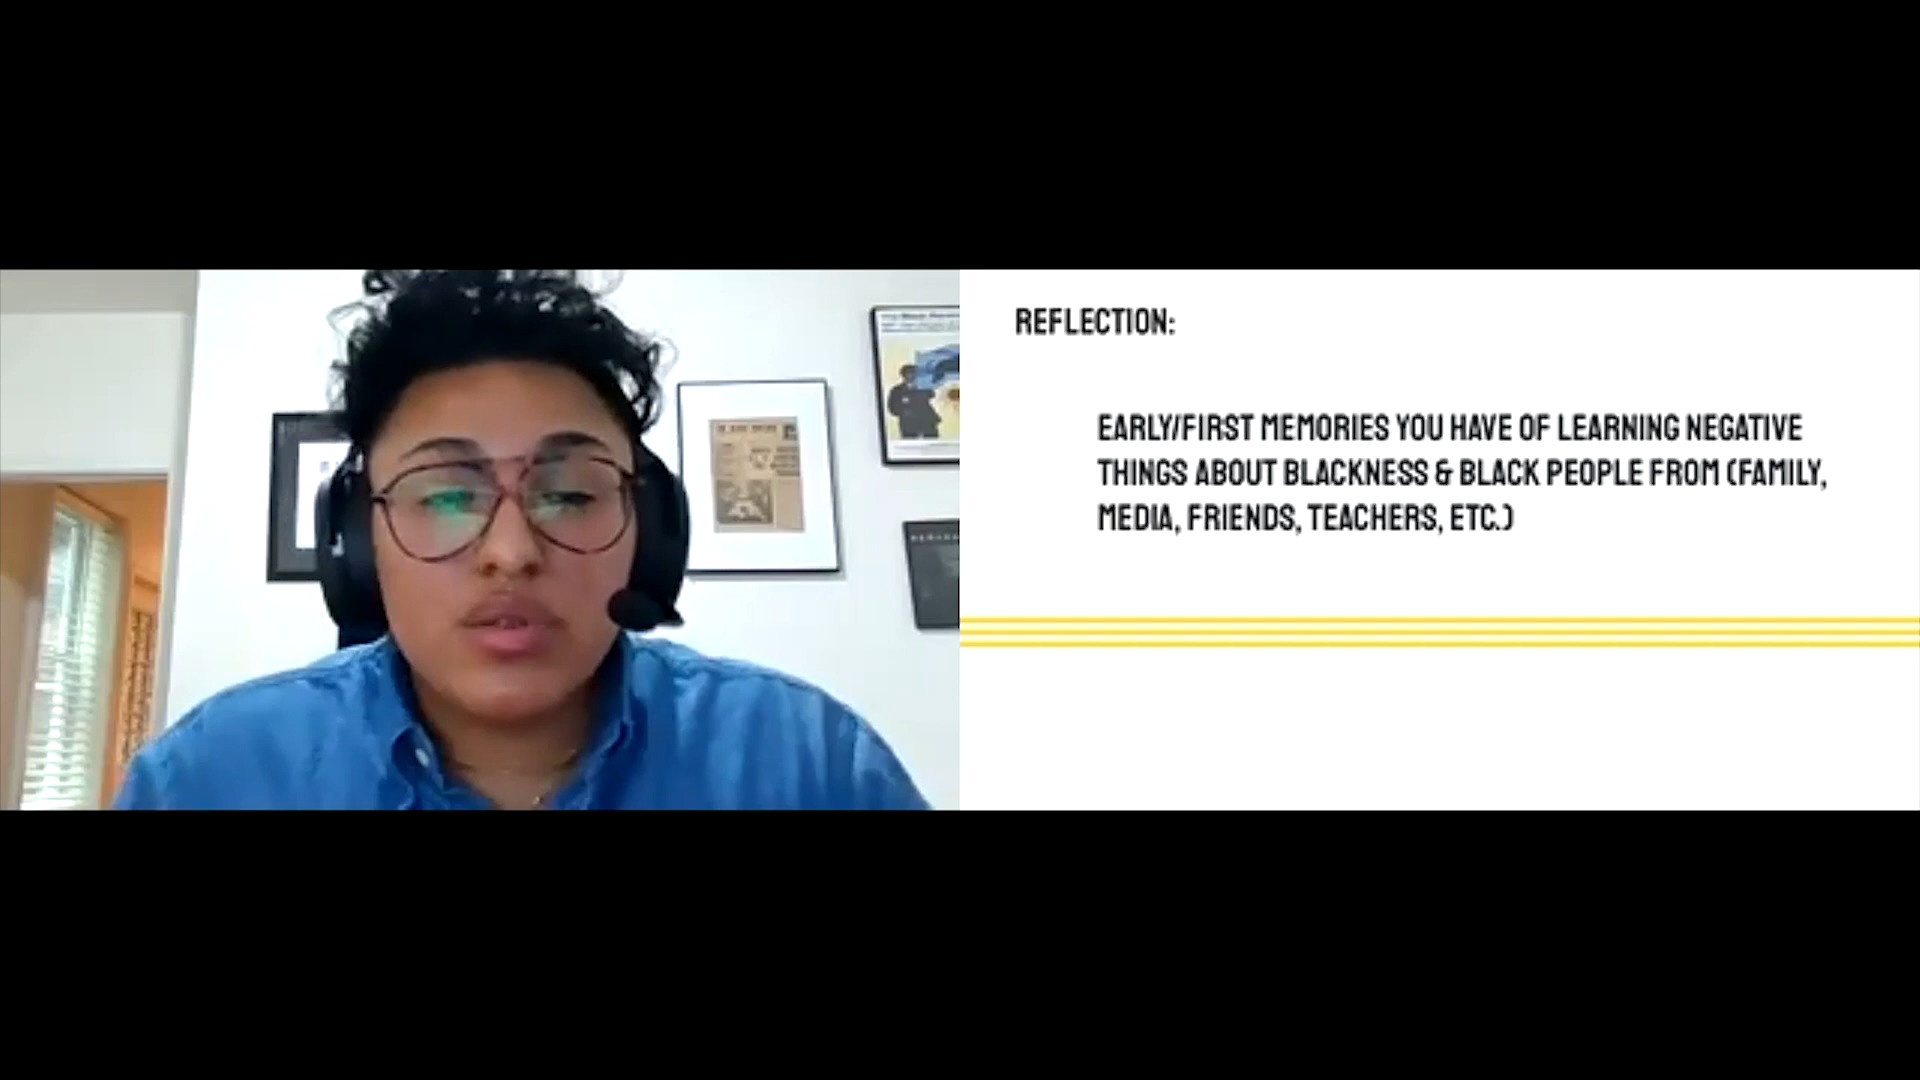 REFLECTION:
EARLY/FIRST MEMORIES YOU HAVE OF LEARNING NEGATIVE
THINGS ABOUT BLACKNESS & BLACK PEOPLE FROM (FAMILY,
MEDIA, FRIENDS, TEACHERS, ETC.)